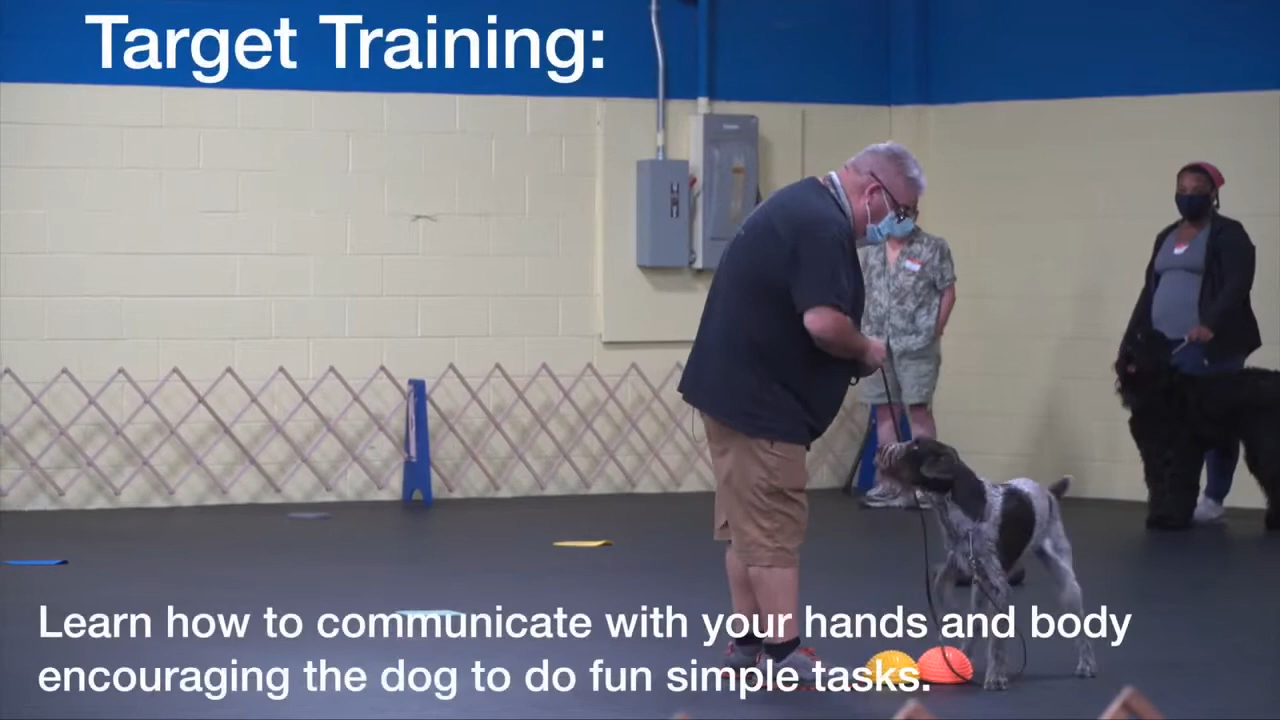 Target Training:
Learn how to communicate with your hands and body
encouraging the dog to do fun simple tasks.